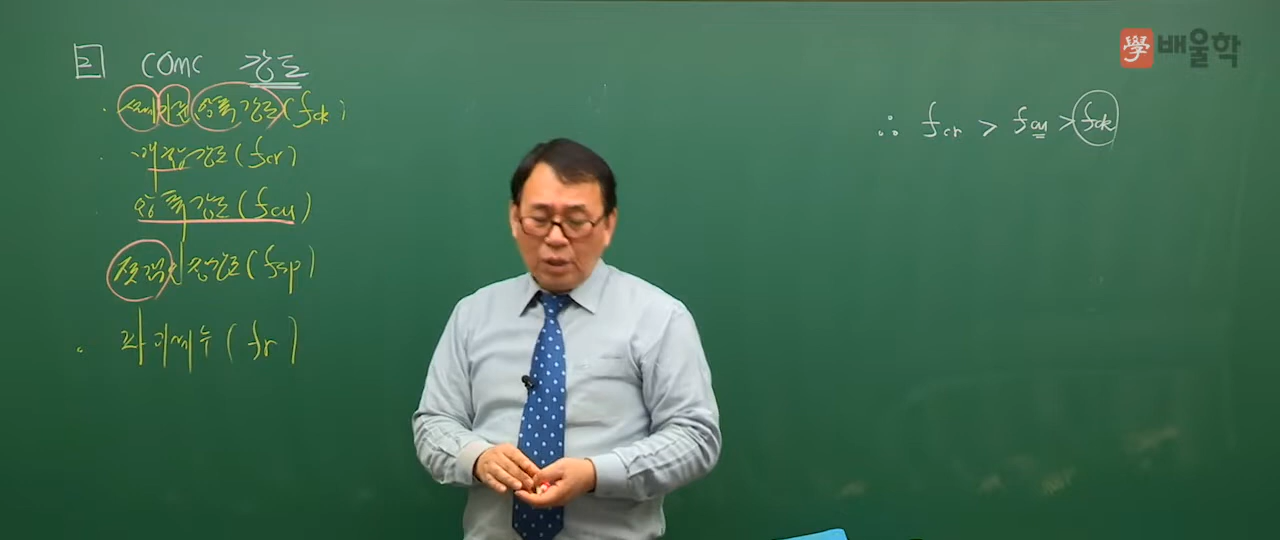 2 CONC 강도
· 설계기준압축강도(fck)
· 배합강도(fcr)
· 압축강도(fcu)
쪼갬인장강도(fsp)
· 파괴계수(fr)
∴ fcr > fcu > fck
學 배울학